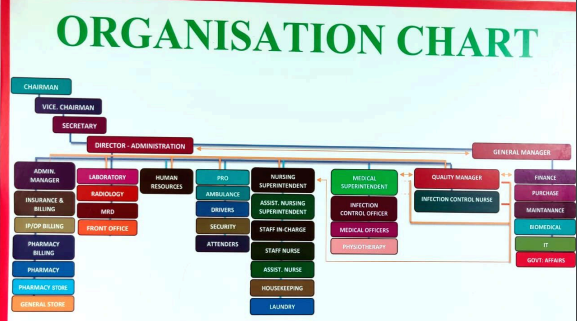 ORGANISATION CHART
CHAIRMAN
VICE. CHAIRMAN
SECRETARY
DIRECTOR - ADMINISTRATION
GENERAL MANAGER
ADMIN.
MANAGER
INSURANCE &
BILLING
IP/OP BILLING
PHARMACY
BILLING
PHARMACY
PHARMACY STORE
GENERAL STORE
LABORATORY
RADIOLOGY
MRD
FRONT OFFICE
HUMAN
RESOURCES
PRO
AMBULANCE
DRIVERS
SECURITY
ATTENDERS
NURSING
SUPERINTENDENT
ASSIST. NURSING
SUPERINTENDENT
STAFF IN-CHARGE
STAFF NURSE
ASSIST. NURSE
HOUSEKEEPING
LAUNDRY
MEDICAL
SUPERINTENDENT
INFECTION
CONTROL OFFICER
MEDICAL OFFICERS
PHYSIOTHERAPY
QUALITY MANAGER
INFECTION CONTROL NURSE
FINANCE
PURCHASE
MAINTANANCE
BIOMEDICAL
IT
GOVT: AFFAIRS